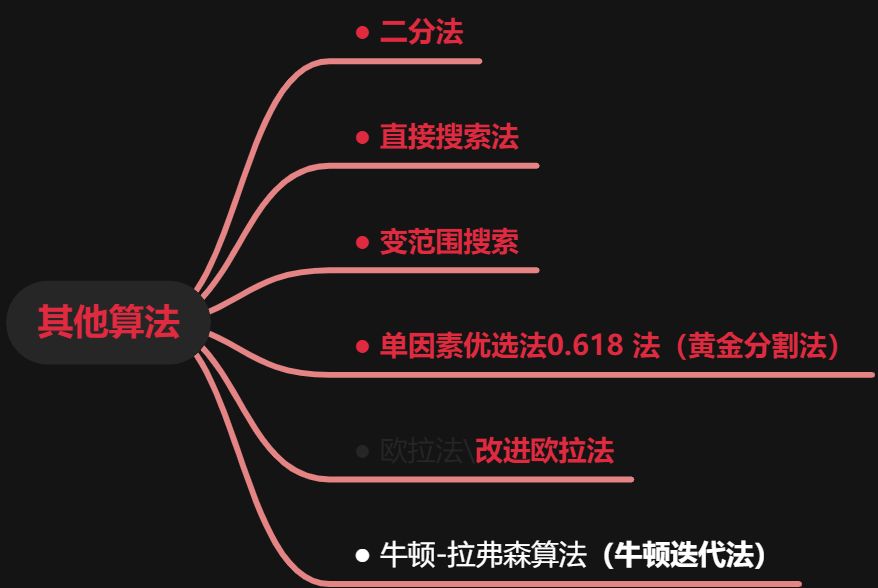 二分法
直接搜索法
变范围搜索
其他算法
单因素优选法0.618 法（黄金分割法）
欧拉法\改进欧拉法
牛顿-拉弗森算法（牛顿迭代法）